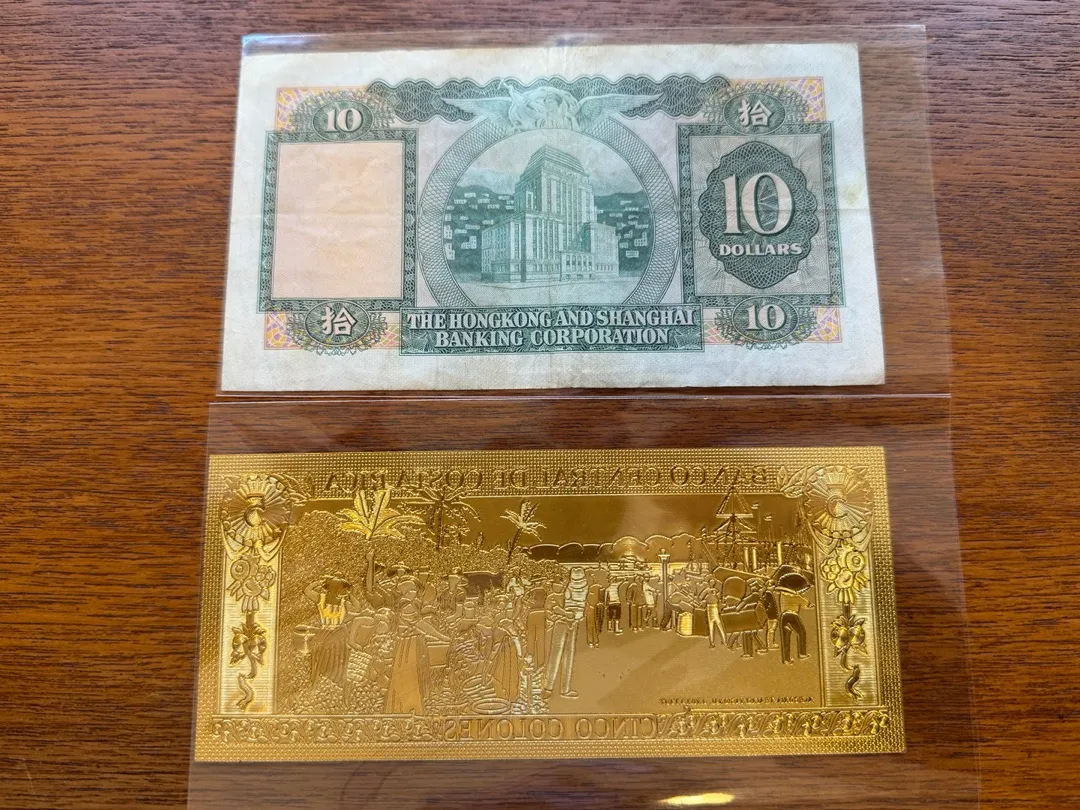 10
拾
10
DOLLARS
拾
THE HONGKONG AND SHANGHAI
BANKING CORPORATION
10
BANCO CENTRAL DE COSTA RICA
CINCO COLONES